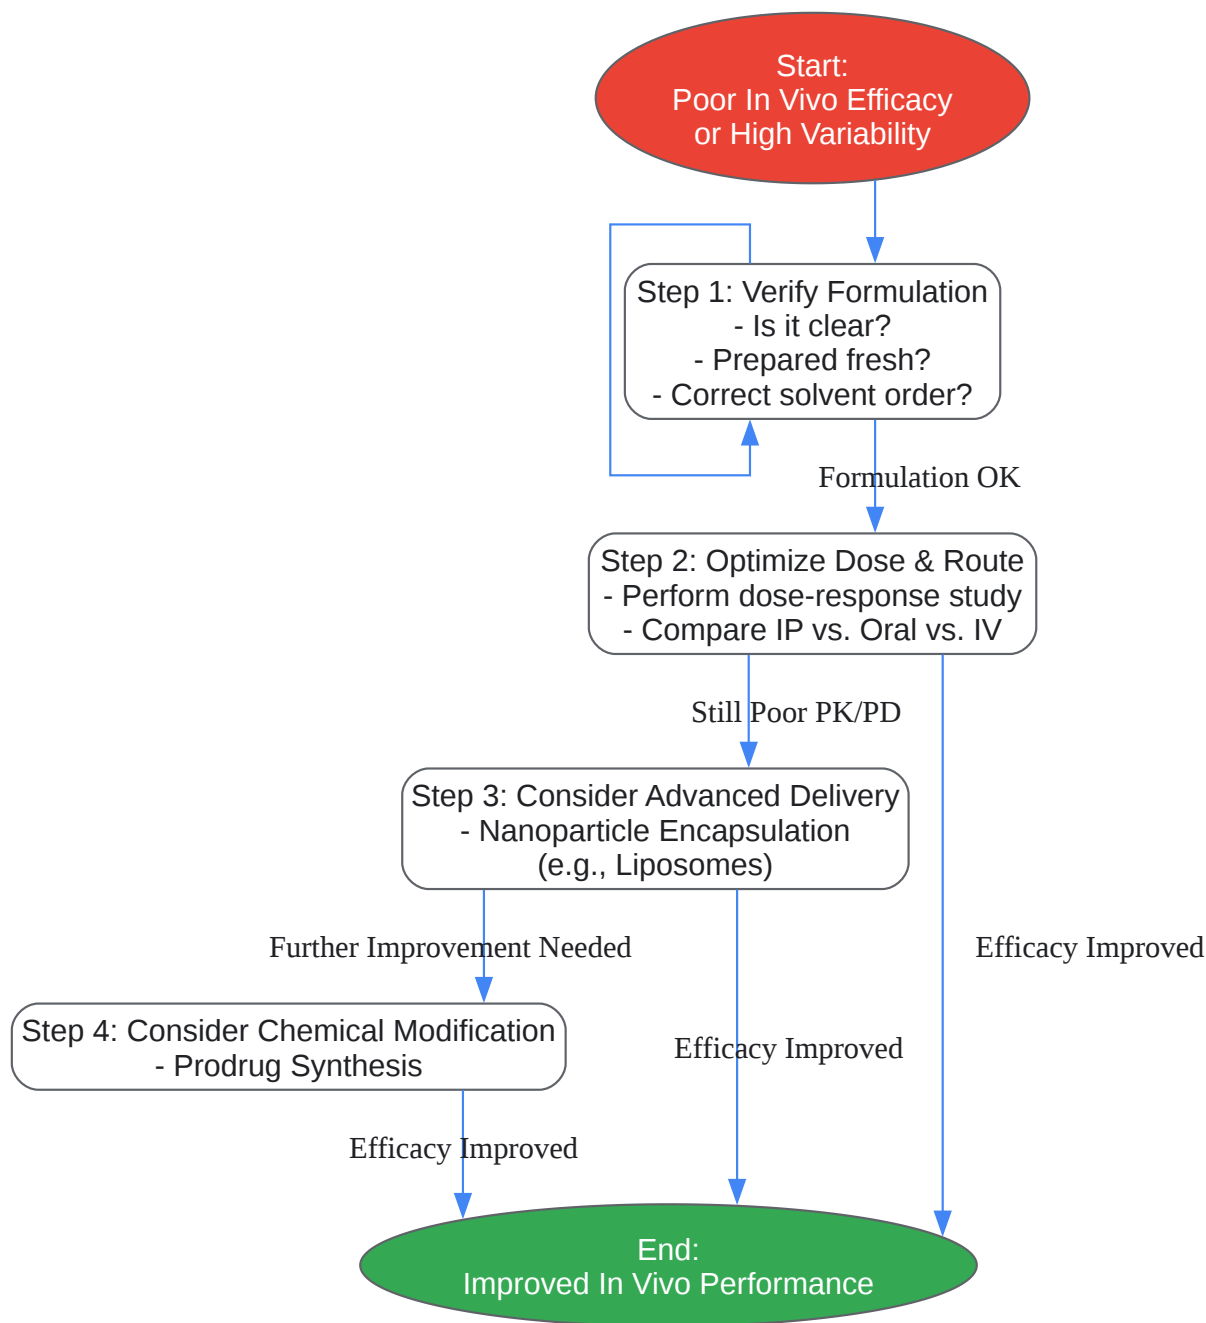 Start:
Poor In Vivo Efficacy
or High Variability
Step 1: Verify Formulation
- Is it clear?
- Prepared fresh?
- Correct solvent order?
Formulation OK
Step 2: Optimize Dose & Route
- Perform dose-response study
- Compare IP vs. Oral vs. IV
Still Poor PK/PD
Step 3: Consider Advanced Delivery
- Nanoparticle Encapsulation
(e.g., Liposomes)
Further Improvement Needed
Efficacy Improved
Step 4: Consider Chemical Modification
- Prodrug Synthesis
Efficacy Improved
Efficacy Improved
End:
Improved In Vivo Performance